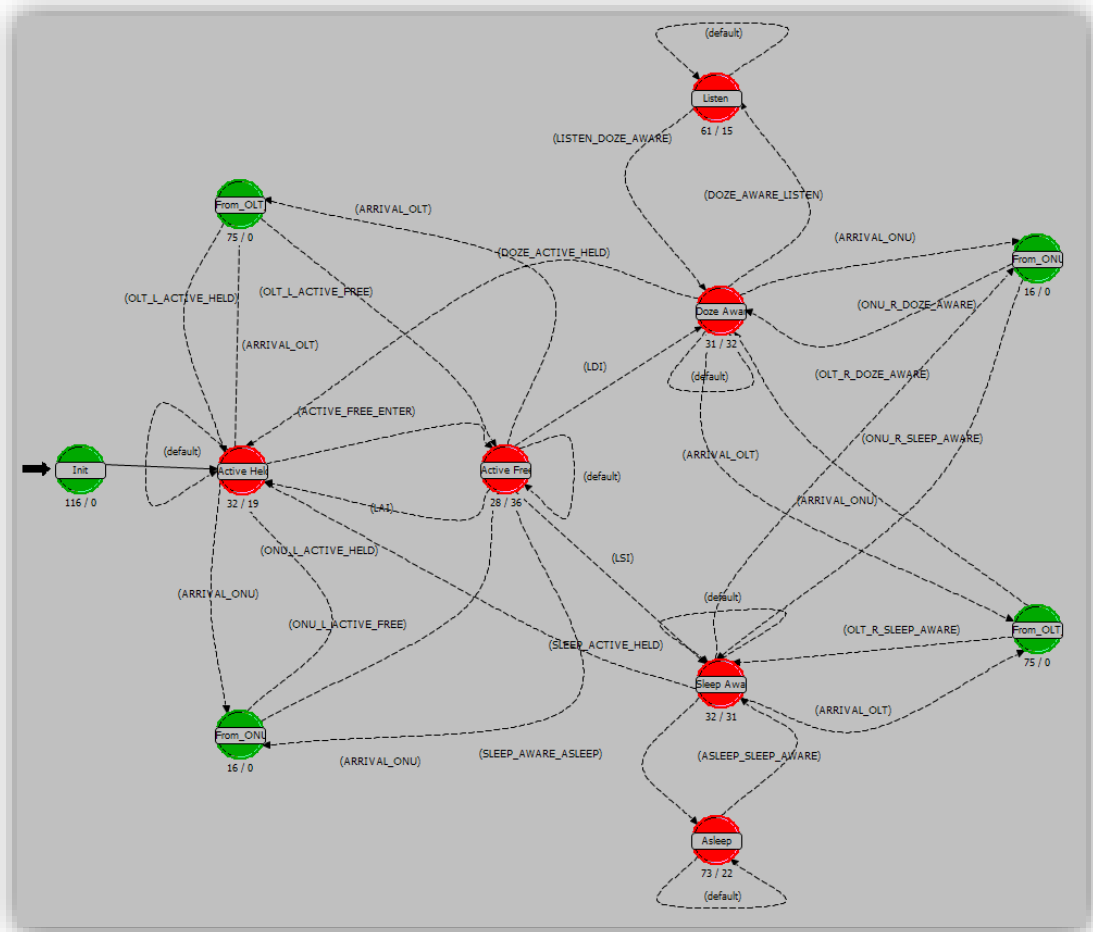 (default)
Listen
61 / 15
(LISTEN_DOZE_AWARE)
(DOZE_AWARE_LISTEN)
From_OLT
75 / 0
(ARRIVAL_OLT)
(DOZE_ACTIVE_HELD)
(ARRIVAL_ONU)
From_ONU
16 / 0
(OLT_L_ACTIVE_HELD)
(OLT_L_ACTIVE_FREE)
Doze Awar
31 / 32
(ONU_R_DOZE_AWARE)
(ARRIVAL_OLT)
(LDI)
(default)
(OLT_R_DOZE_AWARE)
(ACTIVE_FREE_ENTER)
(ONU_R_SLEEP_AWARE)
Init
116 / 0
(default)
Active Hel
32 / 19
Active Free
28 / 36
(default)
(ARRIVAL_OLT)
(LAI)
(ARRIVAL_ONU)
(ONU_L_ACTIVE_HELD)
(LSI)
(ARRIVAL_ONU)
(default)
(ONU_L_ACTIVE_FREE)
(OLT_R_SLEEP_AWARE)
From_OLT
75 / 0
(SLEEP_ACTIVE_HELD)
Sleep Awa
32 / 31
(ARRIVAL_OLT)
From_ONU
16 / 0
(ARRIVAL_ONU)
(SLEEP_AWARE_ASLEEP)
(ASLEEP_SLEEP_AWARE)
Asleep
73 / 22
(default)